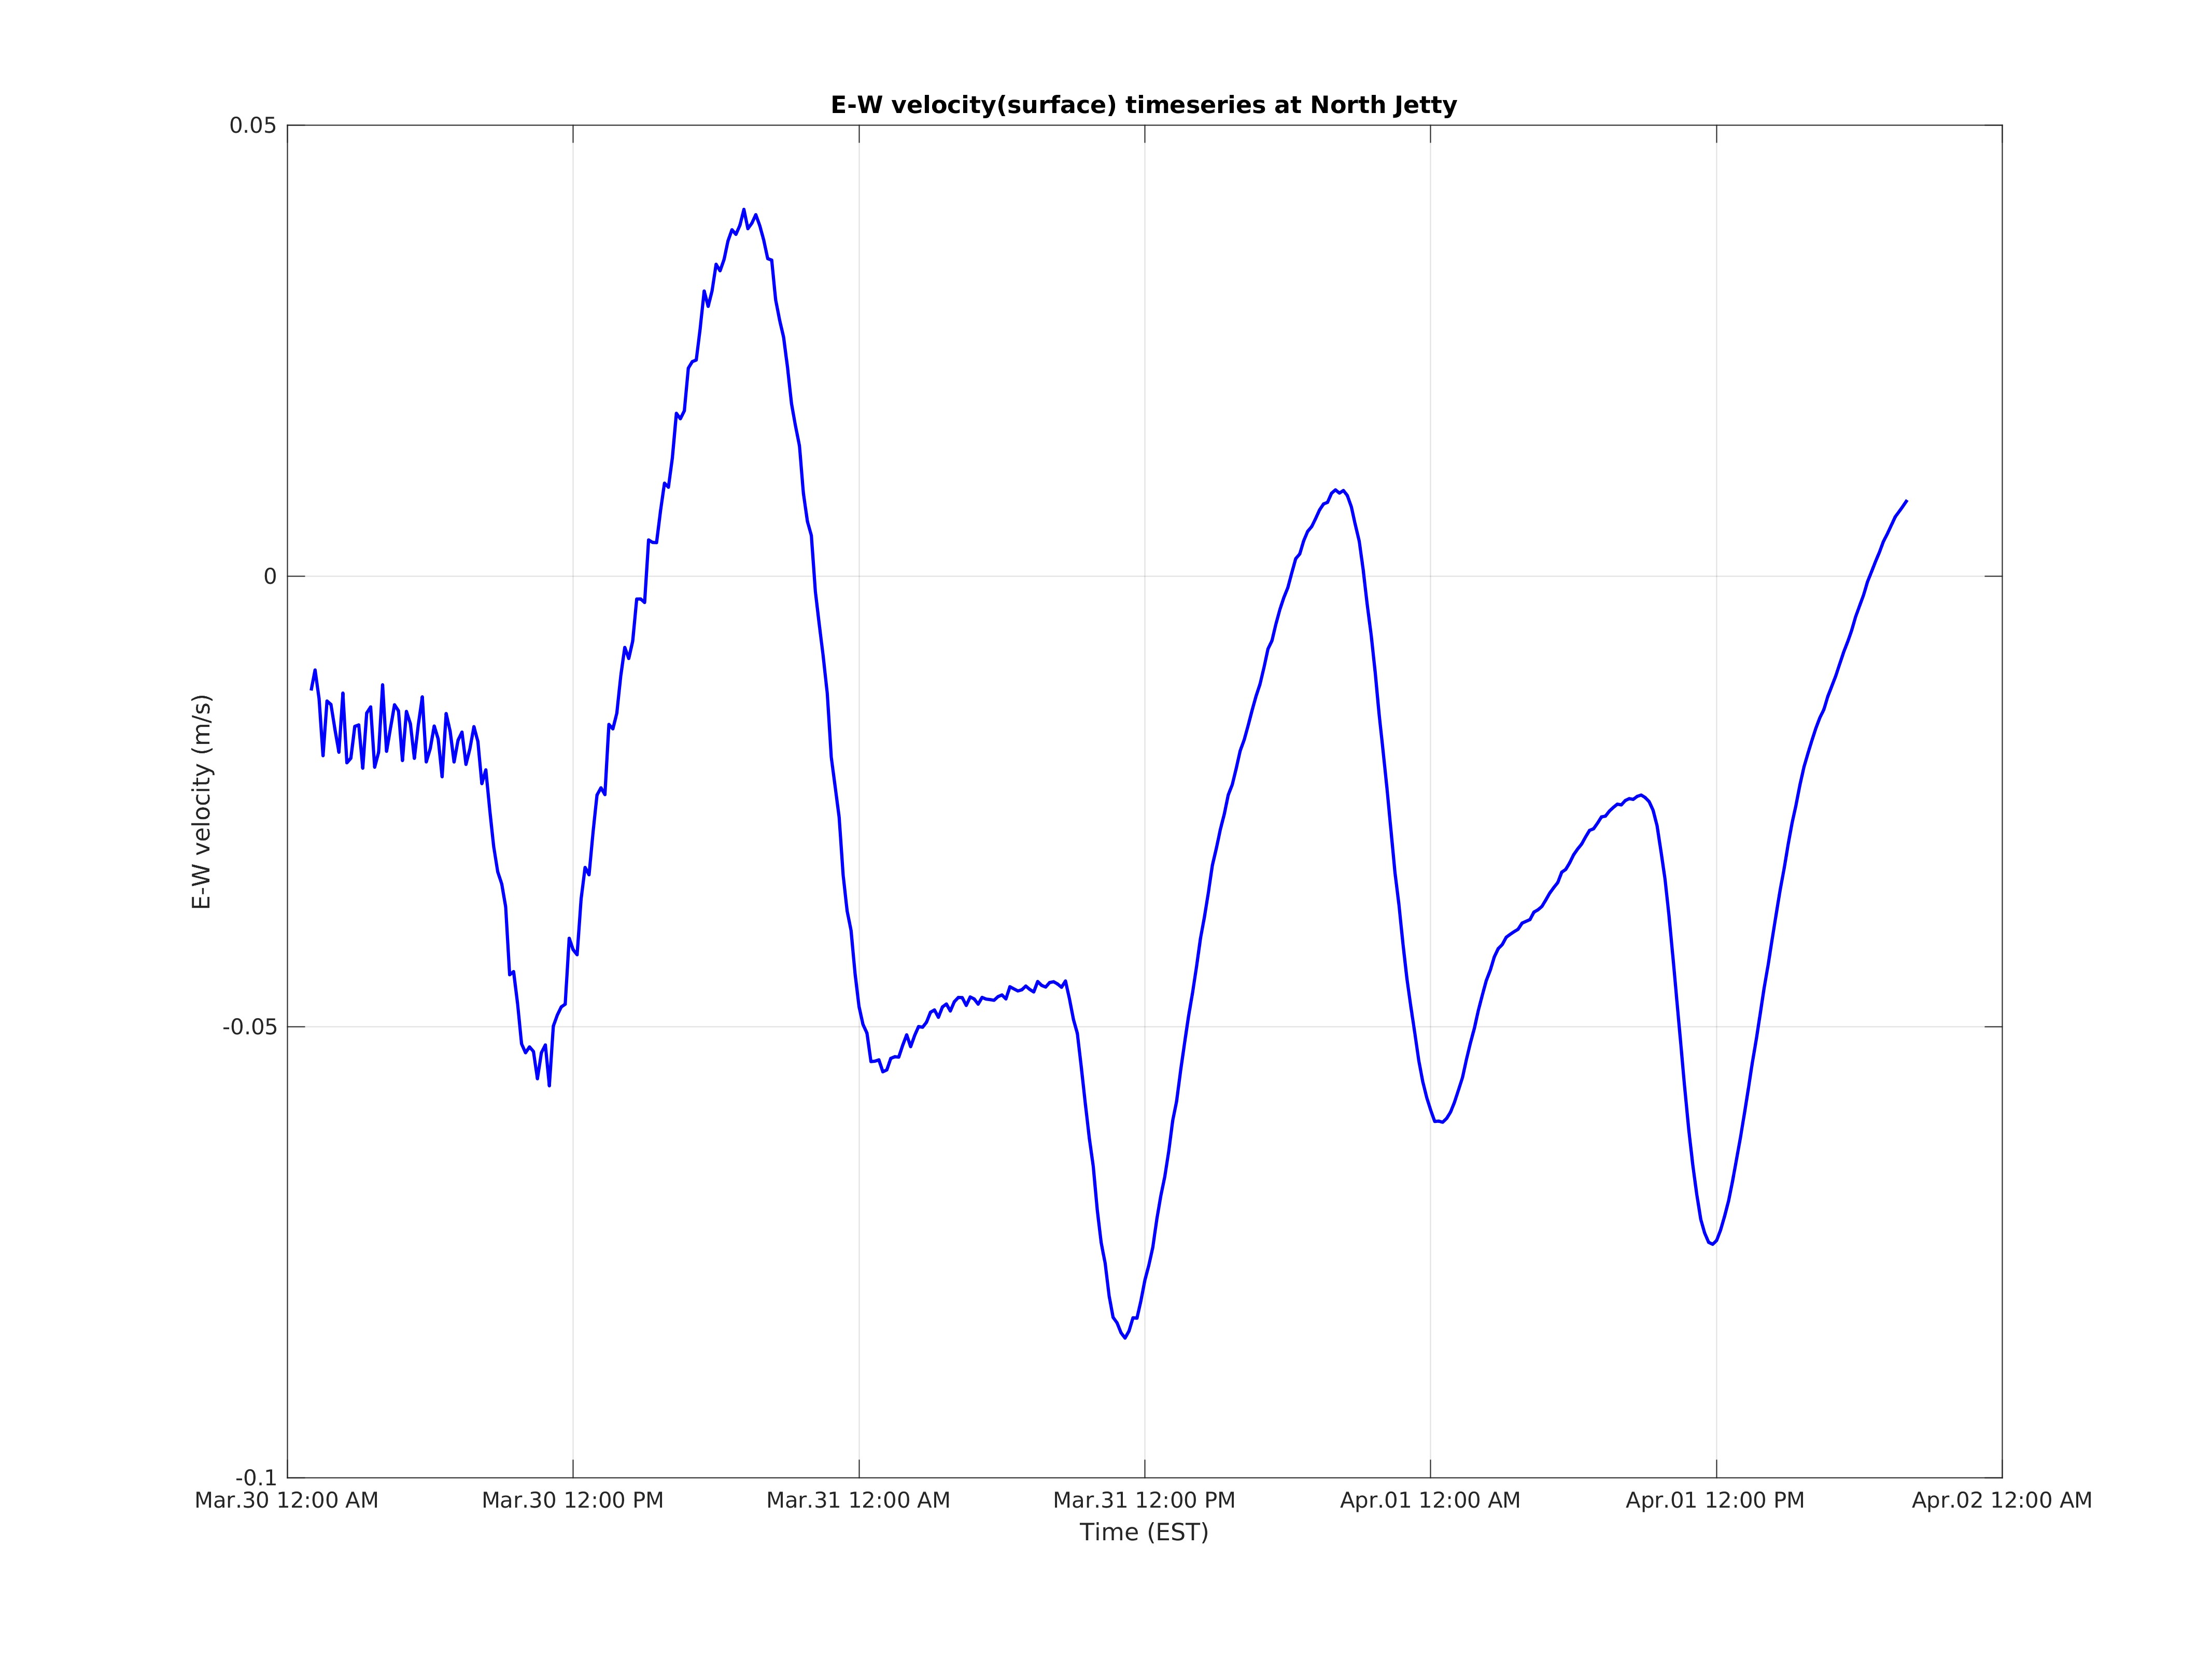 E-W velocity(surface) timeseries at North Jetty
0.05
0
-0.05
-0.1
E-W velocity (m/s)
Mar.30 12:00 AM
Mar.30 12:00 PM
Mar.31 12:00 AM
Mar.31 12:00 PM
Apr.01 12:00 AM
Apr.01 12:00 PM
Apr.02 12:00 AM
Time (EST)